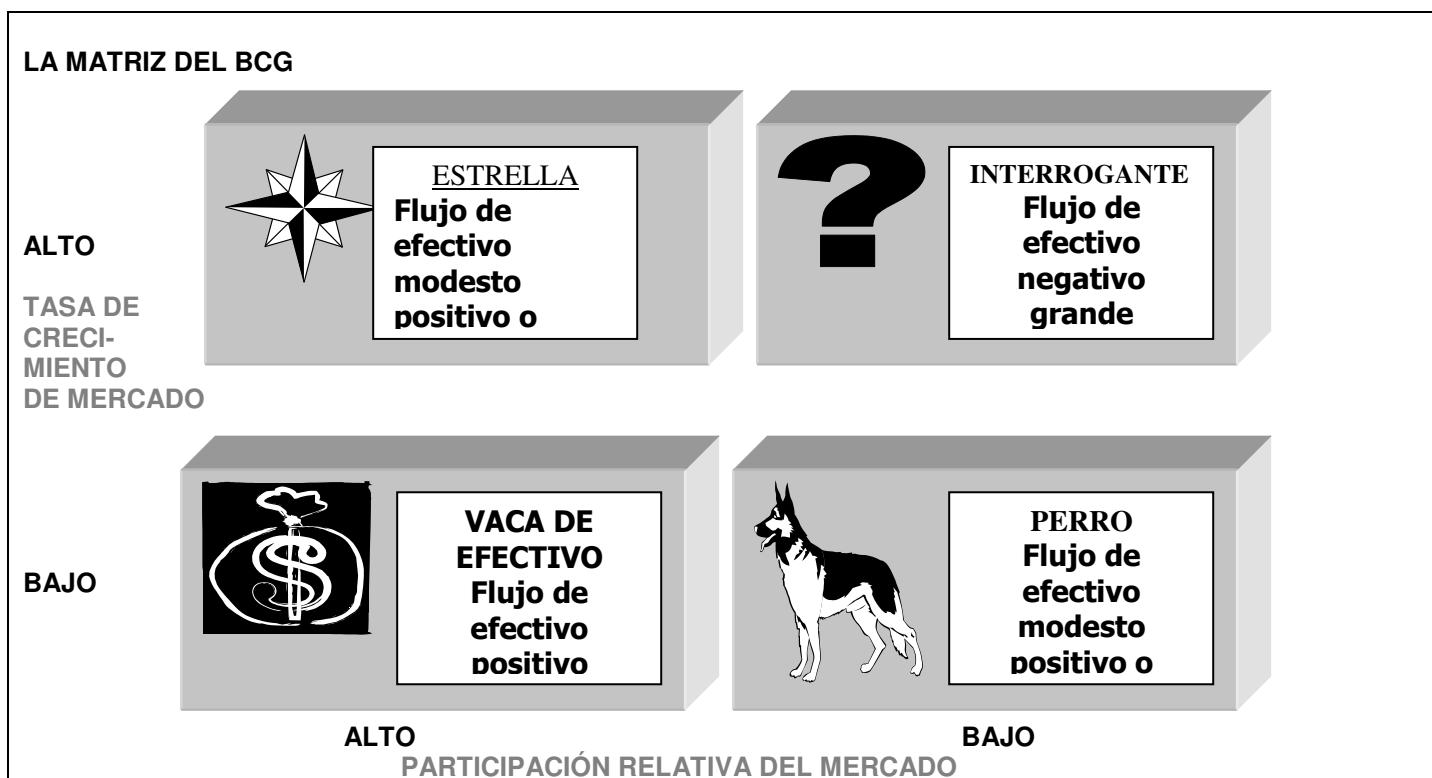 LA MATRIZ DEL BCG
ESTRELLA
Flujo de
efectivo
modesto
positivo o
INTERROGANTE
Flujo de
efectivo
negativo
grande
ALTO
TASA DE
CRECI-
MIENTO
DE MERCADO
VACA DE
EFECTIVO
Flujo de
efectivo
positivo
PERRO
Flujo de
efectivo
modesto
positivo o
BAJO
ALTO
BAJO
PARTICIPACIÓN RELATIVA DEL MERCADO